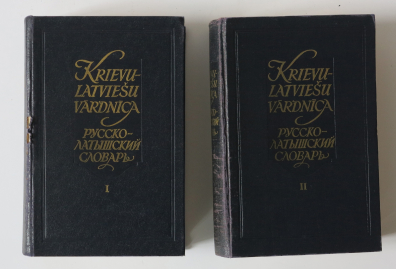 KRIEVU-
LATVIEŠU
VĀRDNĪCA
РУССКО-
ЛАТЫШСКИЙ
СЛОВАРЬ
I
KRIEVU-
LATVIEŠU
VĀRDNĪCA
РУССКО-
ЛАТЫШСКИЙ
СЛОВАРЬ
II